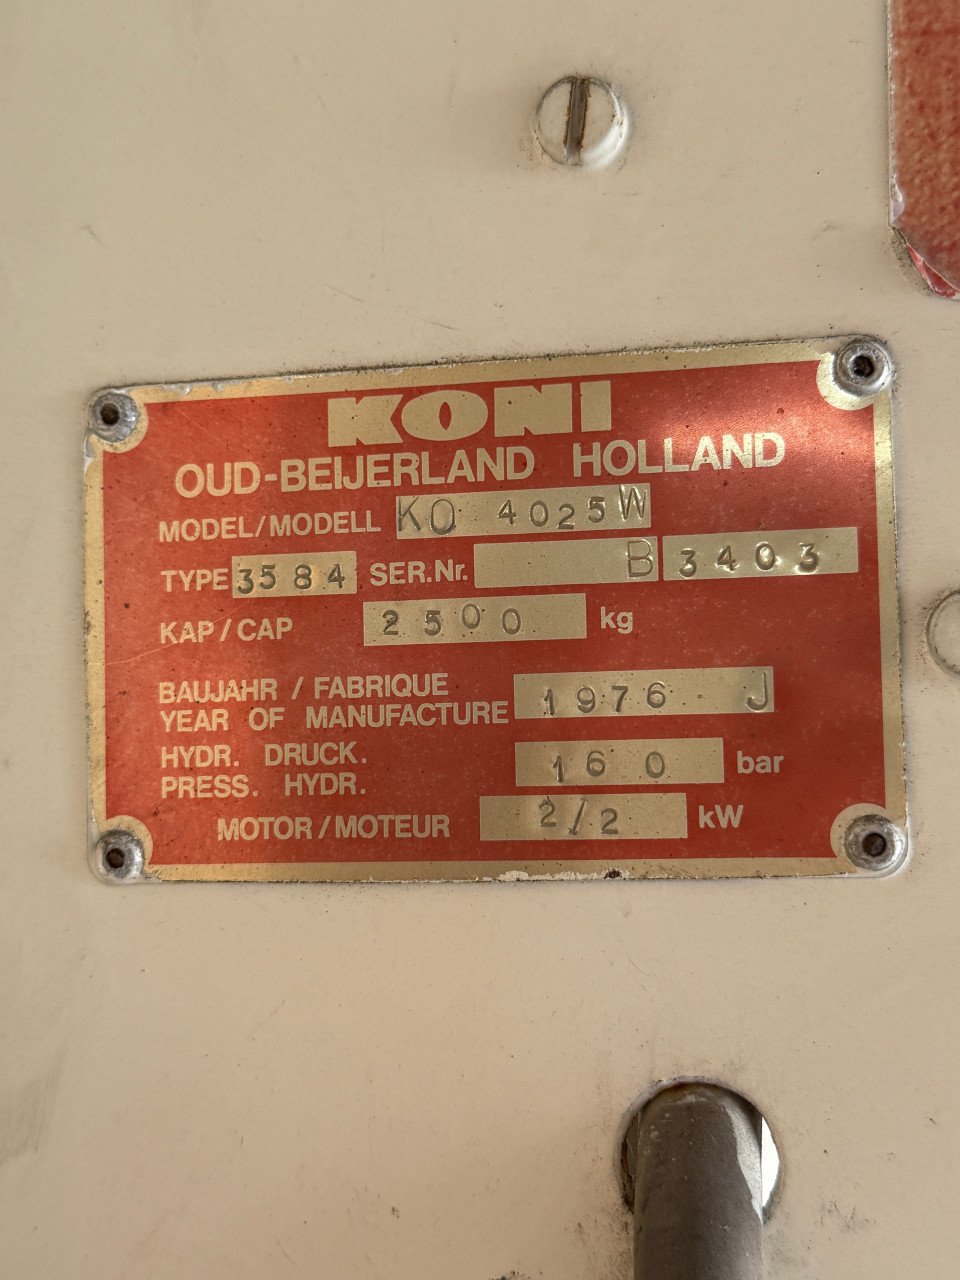 KONI
OUD-BEIJERLAND HOLLAND
MODEL/MODELL KO 4025W
TYPE 3584 SER.Nr. B 3403
KAP/CAP 2500 kg
BAUJAHR / FABRIQUE
YEAR OF MANUFACTURE 1976 J
HYDR. DRUCK.
PRESS. HYDR. 160 bar
MOTOR/MOTEUR 2/2 kW